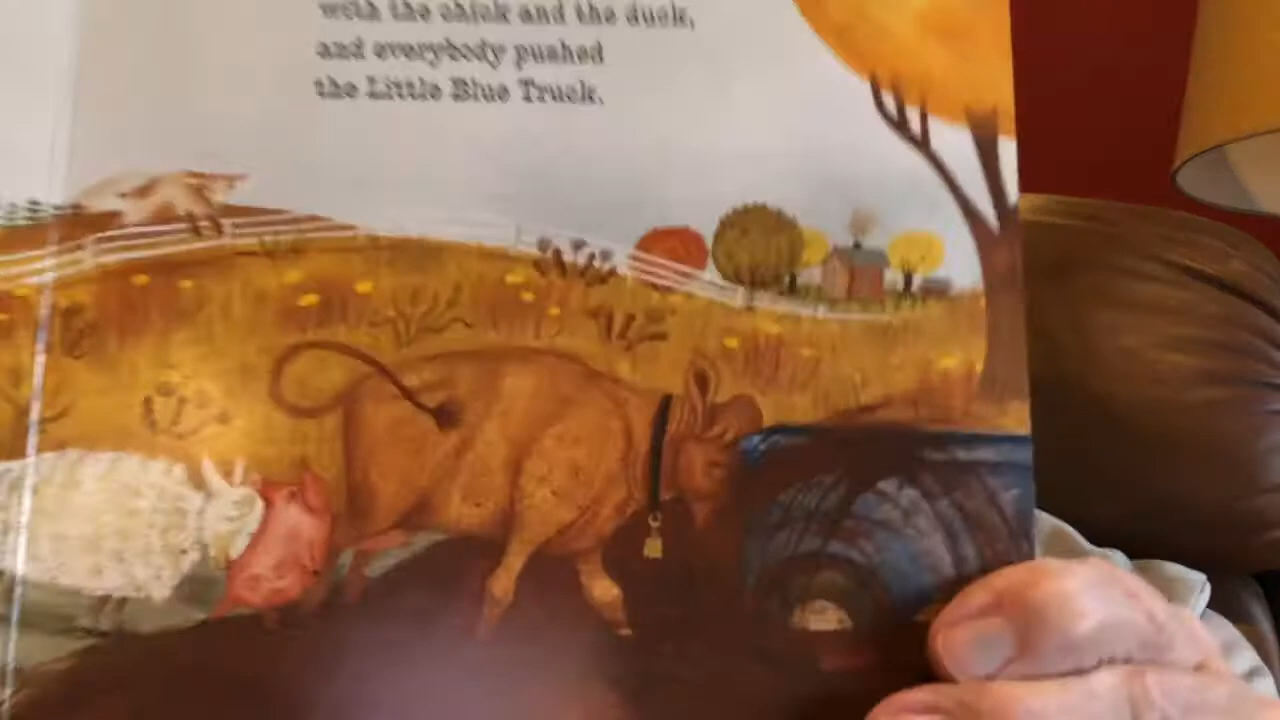 with the chick and the duck,
and everybody pushed
the Little Blue Truck.